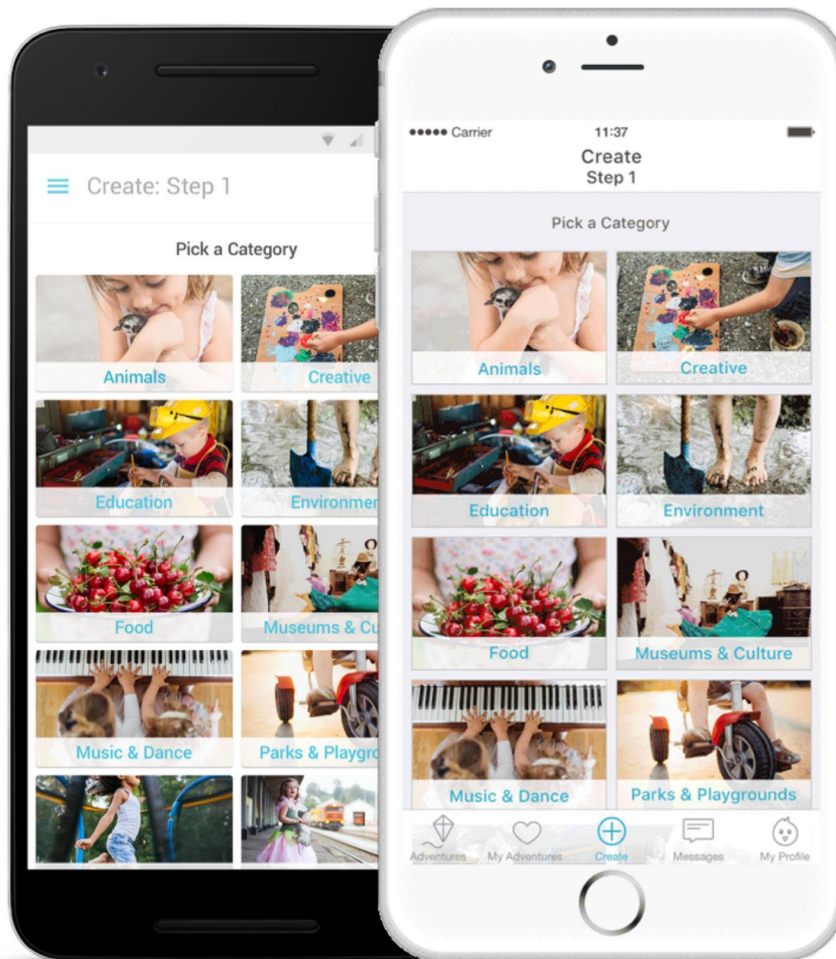 Create: Step 1
Pick a Category
Animals
Creative
Education
Environmen
Food
Museums & Cu
Music & Dance
Parks & Playgro
Carrier
11:37
Create
Step 1
Pick a Category
Animals
Creative
Education
Environment
Food
Museums & Culture
Music & Dance
Parks & Playgrounds
Adventures
My Adventures
Create
Messages
My Profile